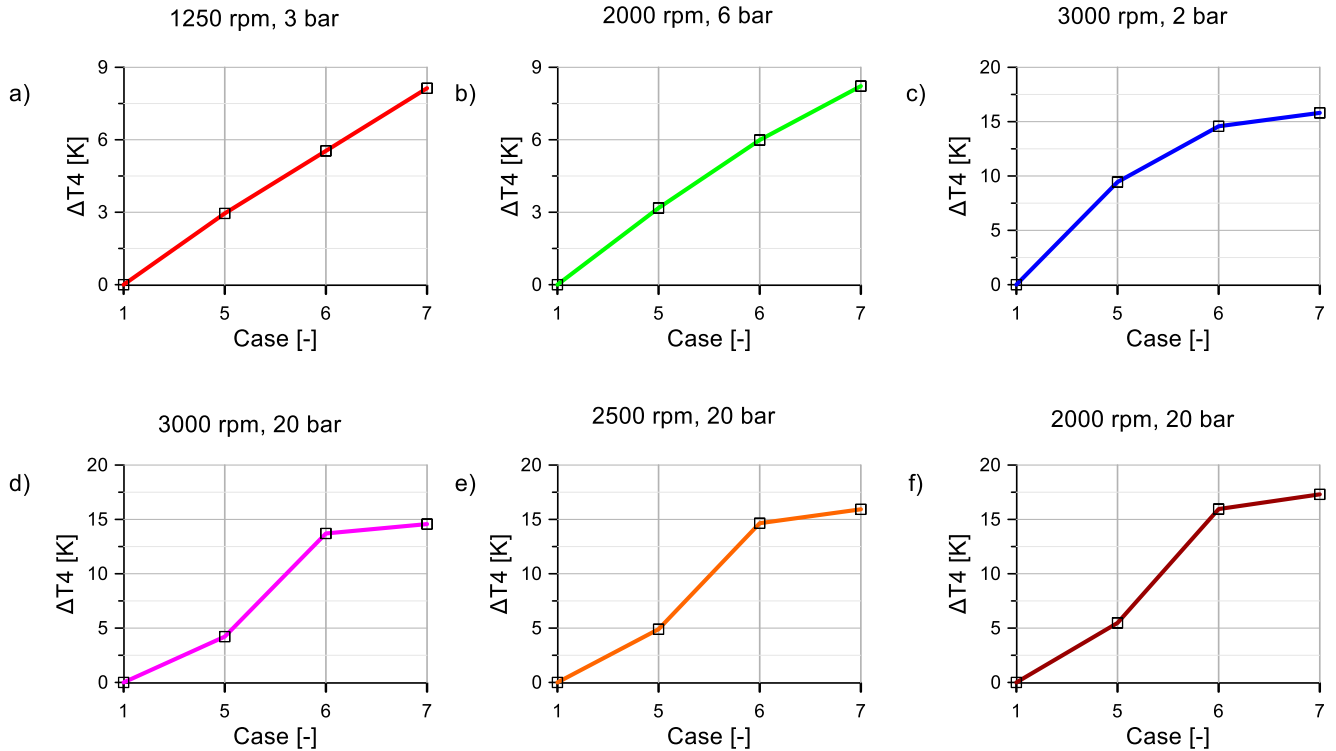 1250 rpm, 3 bar
2000 rpm, 6 bar
3000 rpm, 2 bar
a)
9
6
3
0
ΔT4 [K]
1 5 6 7
Case [-]
b)
9
6
3
0
ΔT4 [K]
1 5 6 7
Case [-]
c)
20
15
10
5
0
ΔT4 [K]
1 5 6 7
Case [-]
3000 rpm, 20 bar
2500 rpm, 20 bar
2000 rpm, 20 bar
d)
20
15
10
5
0
ΔT4 [K]
1 5 6 7
Case [-]
e)
20
15
10
5
0
ΔT4 [K]
1 5 6 7
Case [-]
f)
20
15
10
5
0
ΔT4 [K]
1 5 6 7
Case [-]